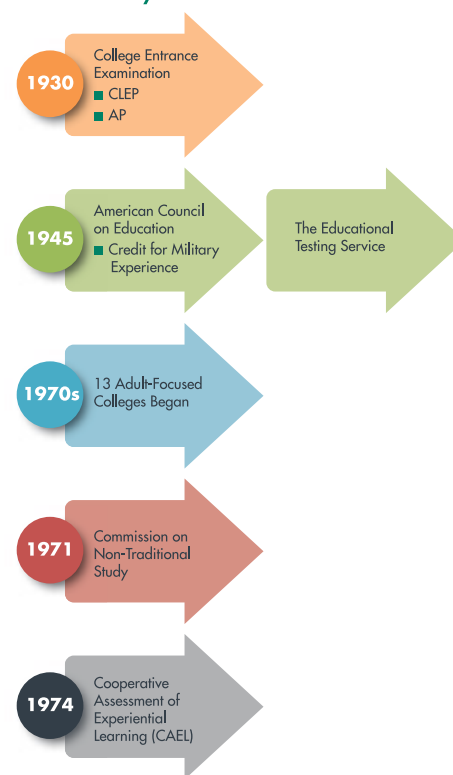 1930
College Entrance
Examination
■ CLEP
■ AP
1945
American Council
on Education
■ Credit for Military
Experience
The Educational
Testing Service
1970s
13 Adult-Focused
Colleges Began
1971
Commission on
Non-Traditional
Study
1974
Cooperative
Assessment of
Experiential
Learning (CAEL)